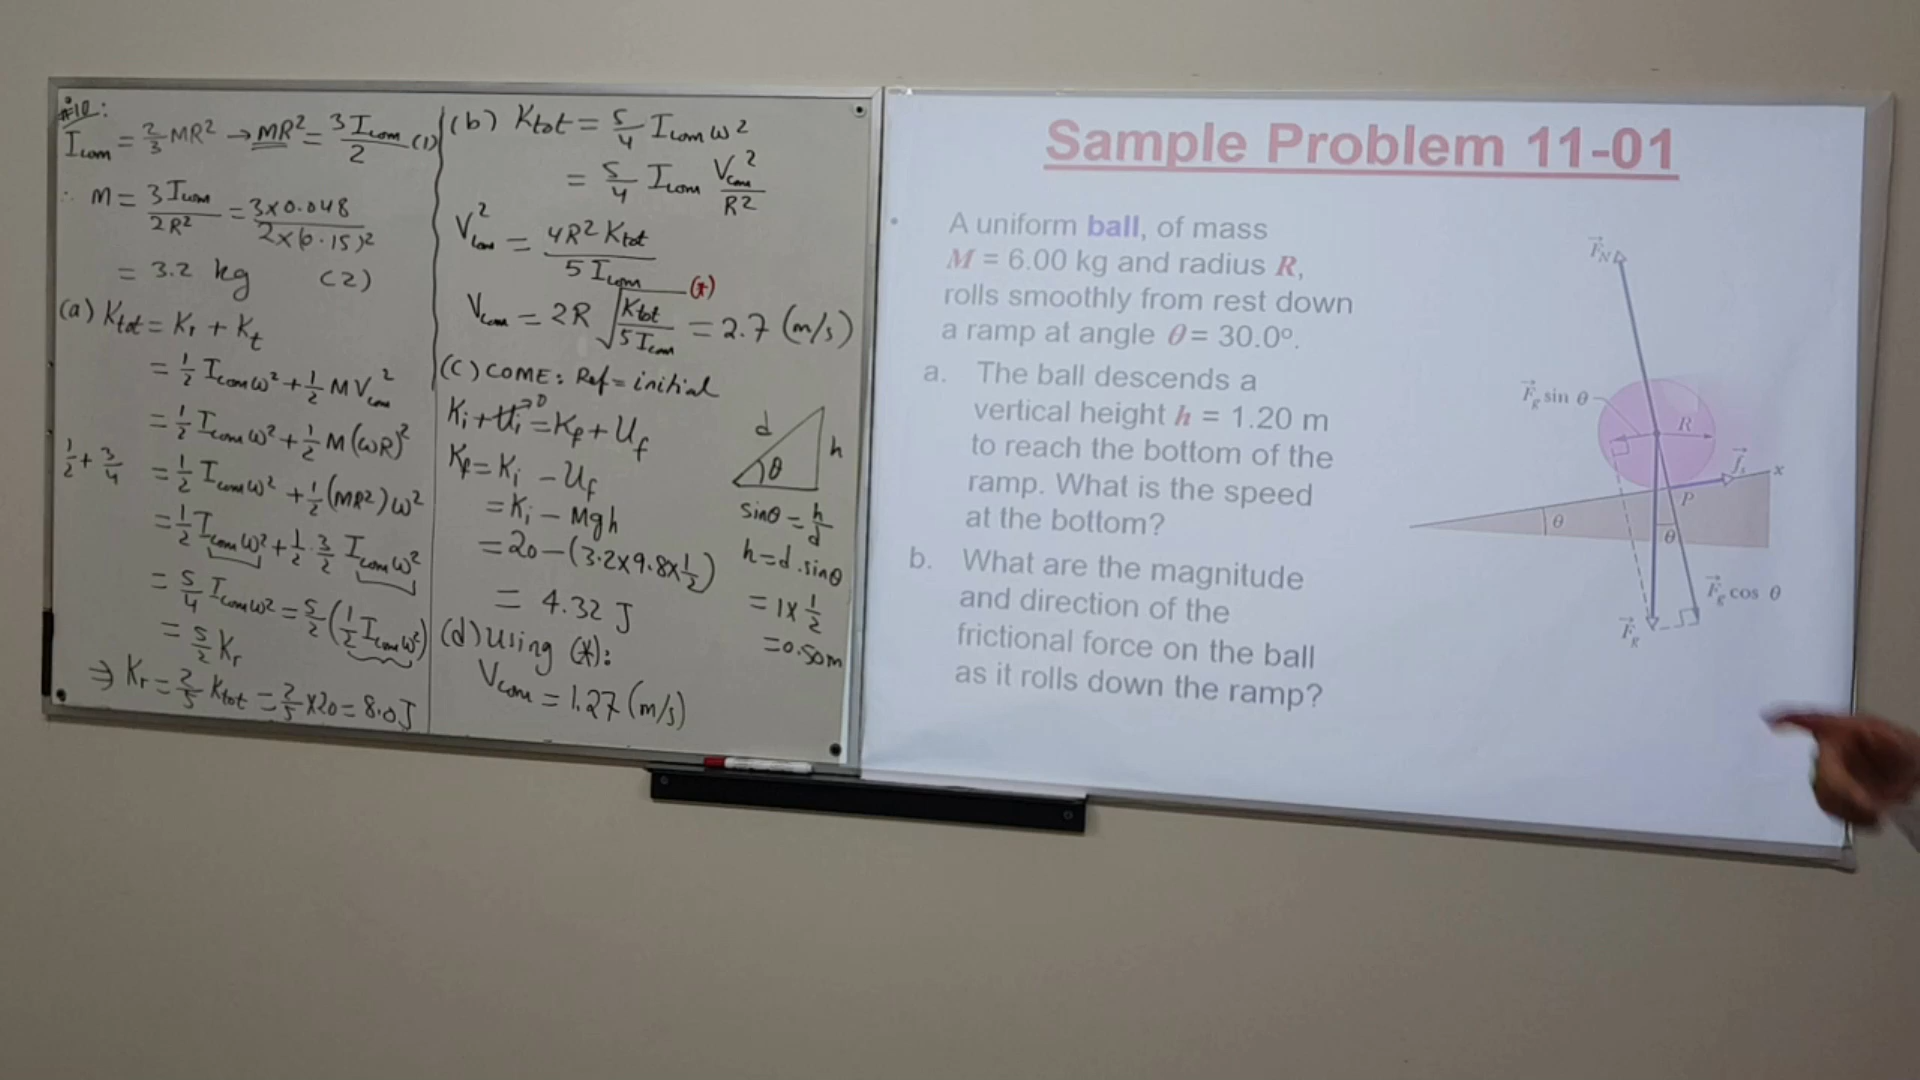 #10:
I_com = 2/3 MR² → MR² = 3 I_com / 2 (1)
∴ M = 3 I_com / 2R² = 3×0.048 / 2×(0.15)²
= 3.2 kg (2)
(a) K_tot = K_r + K_t
= 1/2 I_com ω² + 1/2 M V_com²
= 1/2 I_com ω² + 1/2 M (ωR)²
1/2 + 3/4
= 1/2 I_com ω² + 1/2 (MR²) ω²
= 1/2 I_com ω² + 1/2 · 3/2 I_com ω²
= 5/4 I_com ω² = 5/2 (1/2 I_com ω²)
= 5/2 K_r
⇒ K_r = 2/5 K_tot = 2/5 × 20 = 8.0 J
(b) K_tot = 5/4 I_com ω²
= 5/4 I_com V_com² / R²
V_com² = 4R² K_tot / 5 I_com
V_com = 2R √(K_tot / 5 I_com) (*) = 2.7 (m/s)
(c) COME: Ref = initial
K_i + U_i →0 = K_f + U_f
K_f = K_i - U_f
= K_i - Mgh
= 20 - (3.2×9.8×1/2)
= 4.32 J
d
h
θ
sinθ = h/d
h = d . sinθ
= 1 × 1/2
= 0.50m
(d) Using (*):
V_com = 1.27 (m/s)
Sample Problem 11-01
• A uniform ball, of mass
M = 6.00 kg and radius R,
rolls smoothly from rest down
a ramp at angle θ = 30.0º.
a. The ball descends a
vertical height h = 1.20 m
to reach the bottom of the
ramp. What is the speed
at the bottom?
b. What are the magnitude
and direction of the
frictional force on the ball
as it rolls down the ramp?
F_N
F_g sin θ
R
f_s
x
P
θ
θ
F_g cos θ
F_g